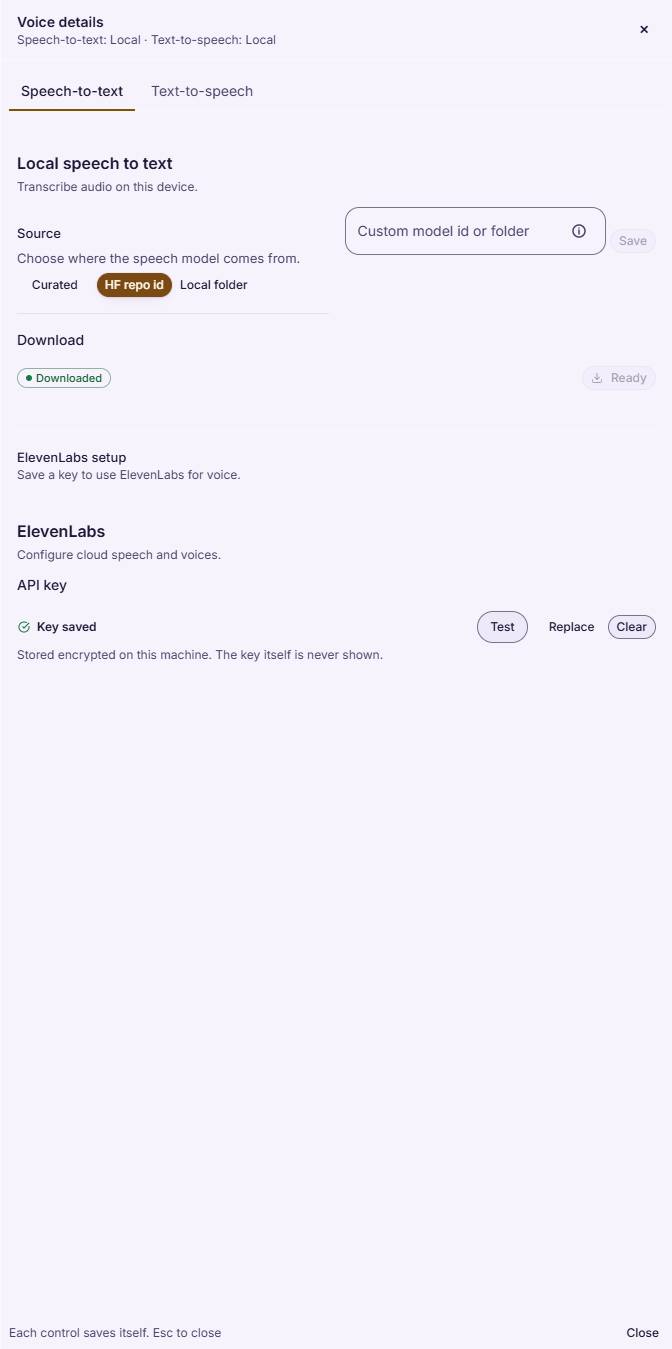 Voice details
Speech-to-text: Local · Text-to-speech: Local
Speech-to-text
Text-to-speech
Local speech to text
Transcribe audio on this device.
Source
Choose where the speech model comes from.
Curated
HF repo id
Local folder
Custom model id or folder
Save
Download
Downloaded
Ready
ElevenLabs setup
Save a key to use ElevenLabs for voice.
ElevenLabs
Configure cloud speech and voices.
API key
Key saved
Test
Replace
Clear
Stored encrypted on this machine. The key itself is never shown.
Each control saves itself. Esc to close
Close